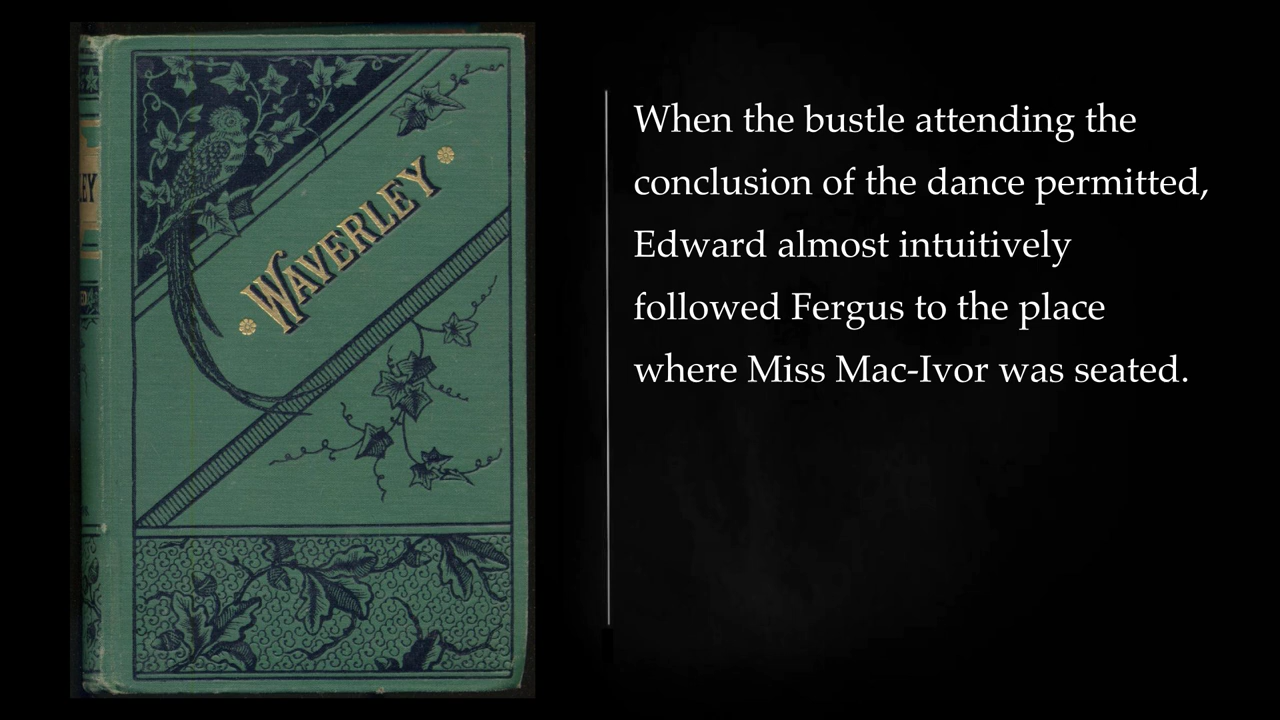 WAVERLEY
EY
When the bustle attending the
conclusion of the dance permitted,
Edward almost intuitively
followed Fergus to the place
where Miss Mac-Ivor was seated.